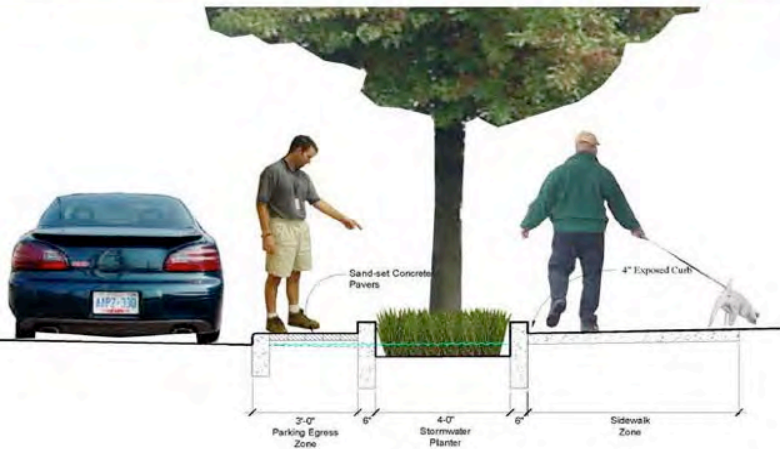 Sand-set Concrete
Pavers
4" Exposed Curb
3'-0"
Parking Egress
Zone
6"
4-0"
Stormwater
Planter
6"
Sidewalk
Zone